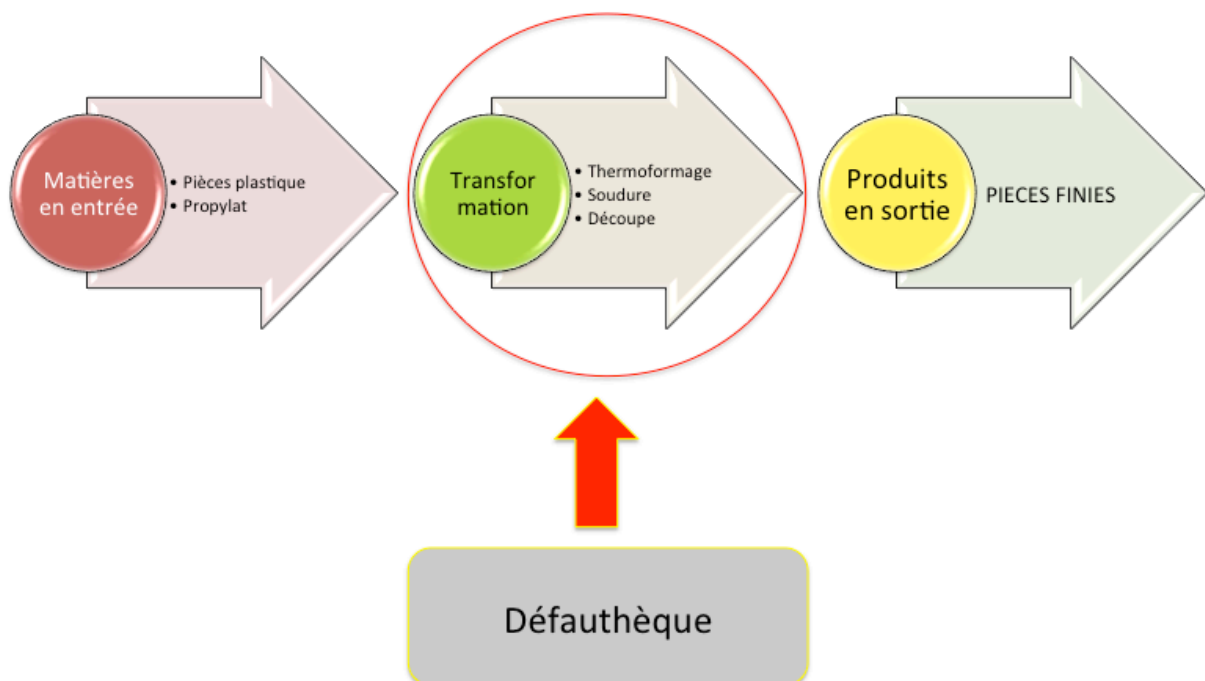 Matières
en entrée
• Pièces plastique
• Propylat
Transfor
mation
• Thermoformage
• Soudure
• Découpe
Produits
en sortie
PIECES FINIES
Défauthèque